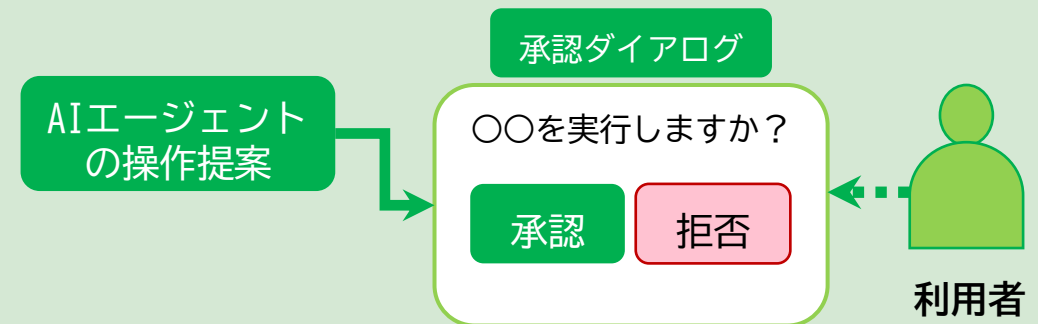 承認ダイアログ
AIエージェント
の操作提案
〇〇を実行しますか？
承認
拒否
利用者